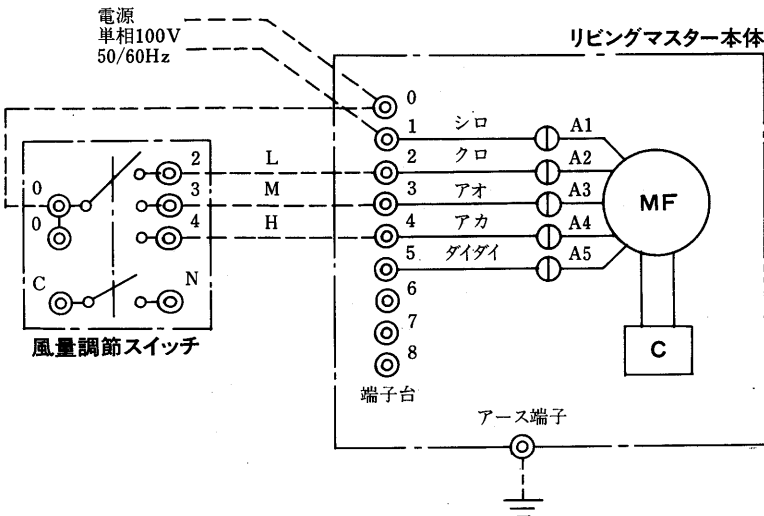 電源
単相100V
50/60Hz
リビングマスター本体
0
1 シロ A1
2 クロ A2
3 アオ A3
4 アカ A4
5 ダイダイ A5
6
7
8
端子台
MF
C
アース端子
0
0
2 L
3 M
4 H
C
N
風量調節スイッチ